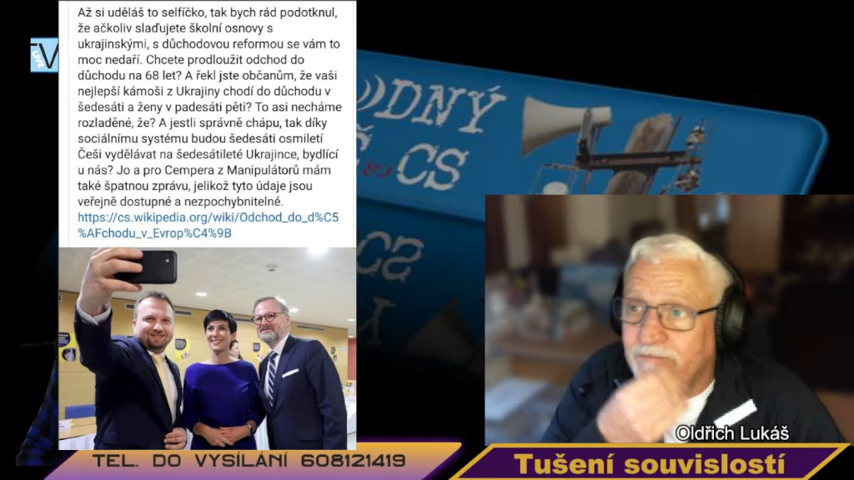 Až si uděláš to selfíčko, tak bych rád podotknul,
že ačkoliv slaďujete školní osnovy s
ukrajinskými, s důchodovou reformou se vám to
moc nedaří. Chcete prodloužit odchod do
důchodu na 68 let? A řekl jste občanům, že vaši
nejlepší kámoši z Ukrajiny chodí do důchodu v
šedesáti a ženy v padesáti pěti? To asi necháme
rozladěné, že? A jestli správně chápu, tak díky
sociálnímu systému budou šedesáti osmiletí
Češi vydělávat na šedesátileté Ukrajince, bydlící
u nás? Jo a pro Cempera z Manipulátorů mám
také špatnou zprávu, jelikož tyto údaje jsou
veřejně dostupné a nezpochybnitelné.
https://cs.wikipedia.org/wiki/Odchod_do_d%C5
%AFchodu_v_Evrop%C4%9B
TV
LIVE
ODNÝ
CS
Oldřich Lukáš
TEL. DO VYSÍLÁNÍ 608121419
Tušení souvislostí